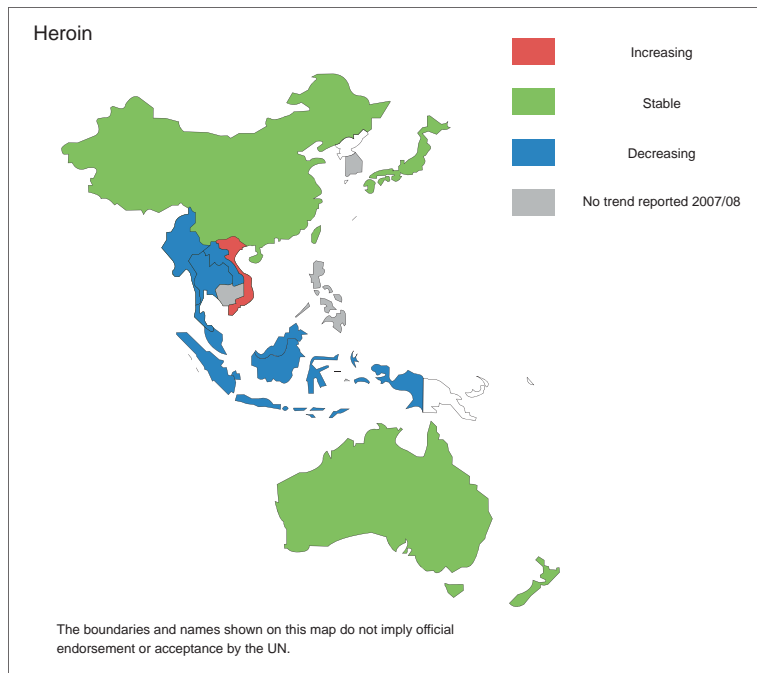 Heroin
Increasing
Stable
Decreasing
No trend reported 2007/08
The boundaries and names shown on this map do not imply official
endorsement or acceptance by the UN.